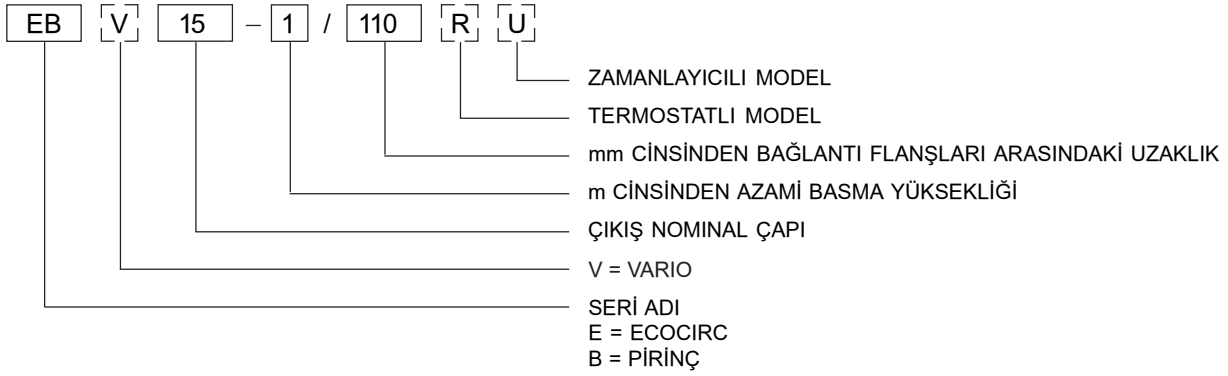 EB V 15 – 1 / 110 R U
ZAMANLAYICILI MODEL
TERMOSTATLI MODEL
mm CİNSİNDEN BAĞLANTI FLANŞLARI ARASINDAKİ UZAKLIK
m CİNSİNDEN AZAMİ BASMA YÜKSEKLİĞİ
ÇIKIŞ NOMINAL ÇAPI
V = VARIO
SERİ ADI
E = ECOCIRC
B = PİRİNÇ